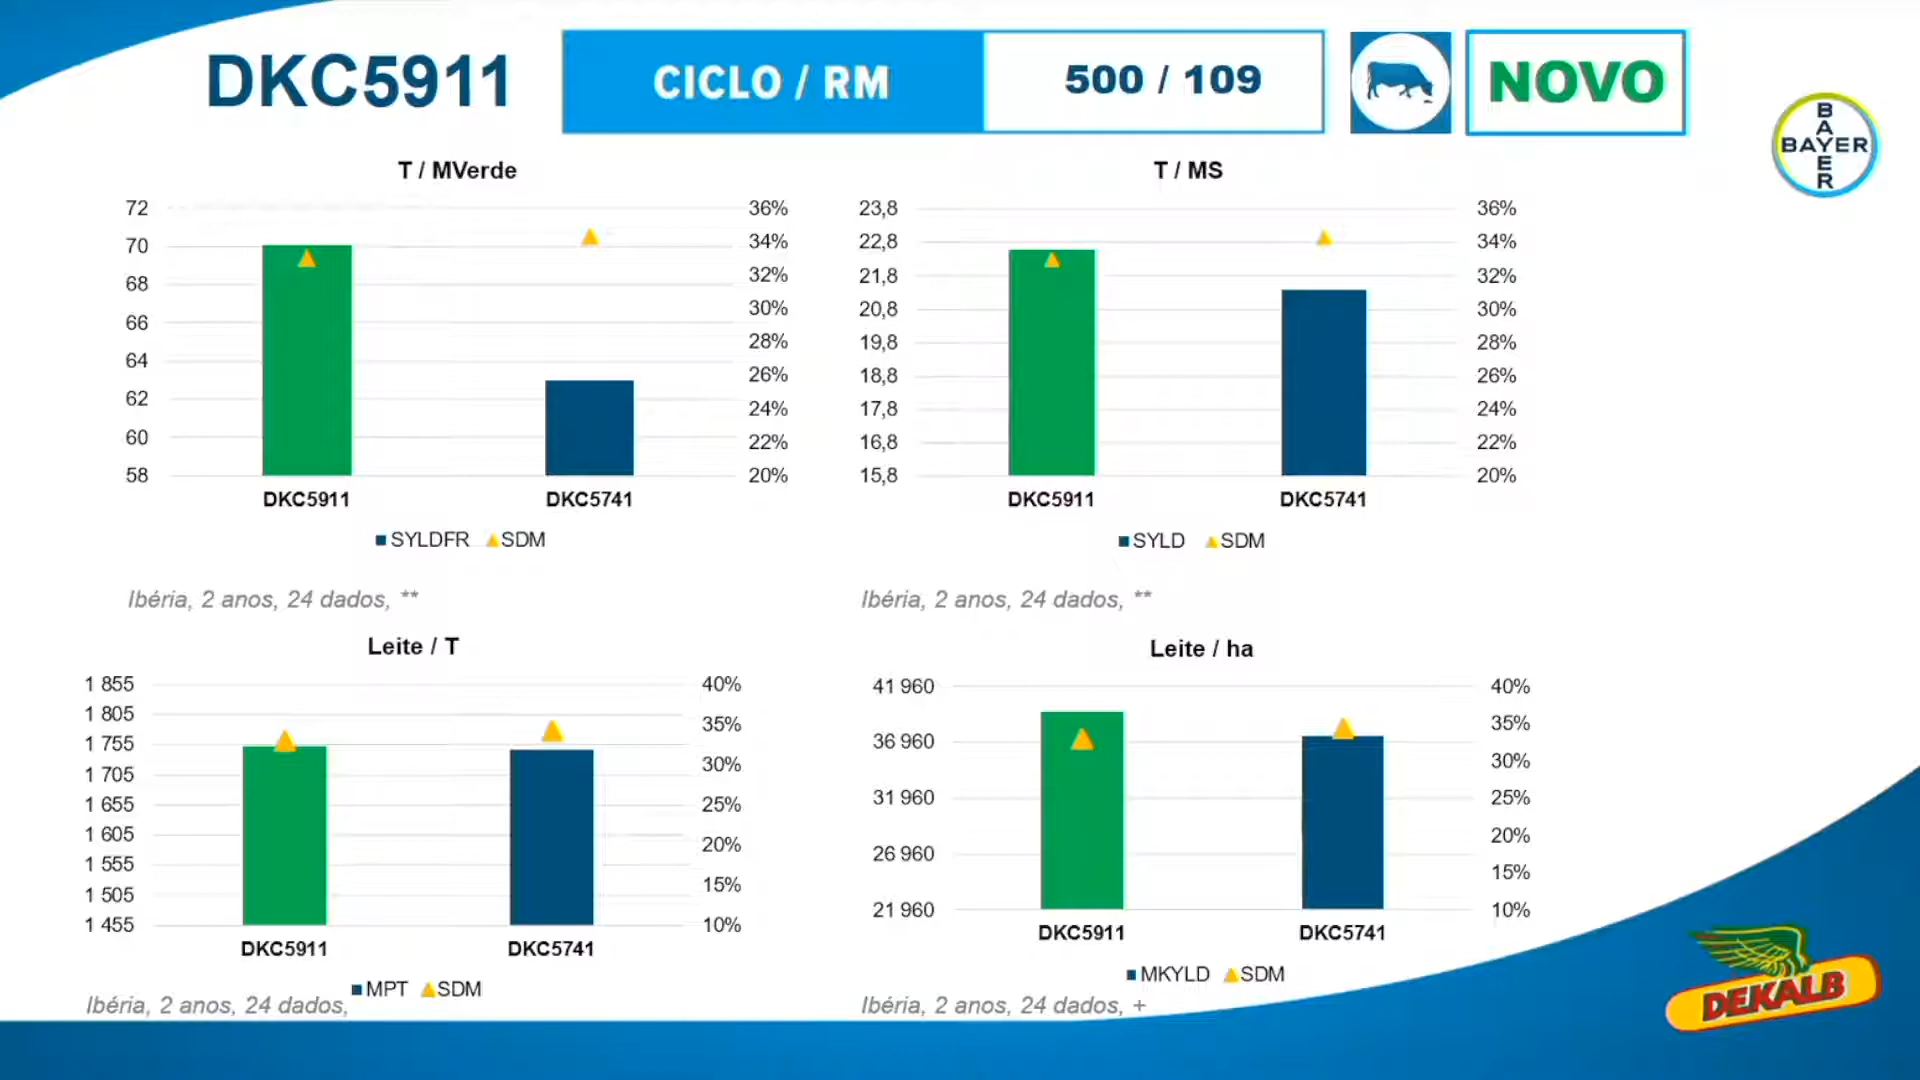 DKC5911
CICLO / RM
500 / 109
NOVO
BAYER
BAYER
T / MVerde
72
70
68
66
64
62
60
58
36%
34%
32%
30%
28%
26%
24%
22%
20%
DKC5911
DKC5741
SYLDFR
SDM
Ibéria, 2 anos, 24 dados, **
T / MS
23,8
22,8
21,8
20,8
19,8
18,8
17,8
16,8
15,8
36%
34%
32%
30%
28%
26%
24%
22%
20%
DKC5911
DKC5741
SYLD
SDM
Ibéria, 2 anos, 24 dados, **
Leite / T
1 855
1 805
1 755
1 705
1 655
1 605
1 555
1 505
1 455
40%
35%
30%
25%
20%
15%
10%
DKC5911
DKC5741
MPT
SDM
Ibéria, 2 anos, 24 dados,
Leite / ha
41 960
36 960
31 960
26 960
21 960
40%
35%
30%
25%
20%
15%
10%
DKC5911
DKC5741
MKYLD
SDM
Ibéria, 2 anos, 24 dados, +
DEKALB